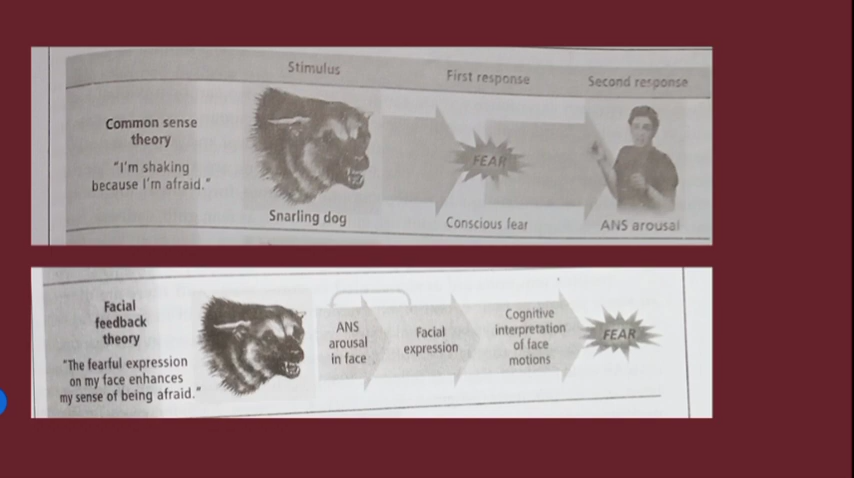 Stimulus
First response
Second response
Common sense
theory
"I'm shaking
because I'm afraid."
FEAR
Snarling dog
Conscious fear
ANS arousal
Facial
feedback
theory
"The fearful expression
on my face enhances
my sense of being afraid."
ANS
arousal
in face
Facial
expression
Cognitive
interpretation
of face
motions
FEAR